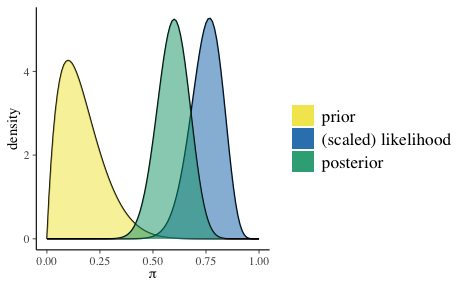 density
4
2
0
0.00 0.25 0.50 0.75 1.00
π
prior
(scaled) likelihood
posterior